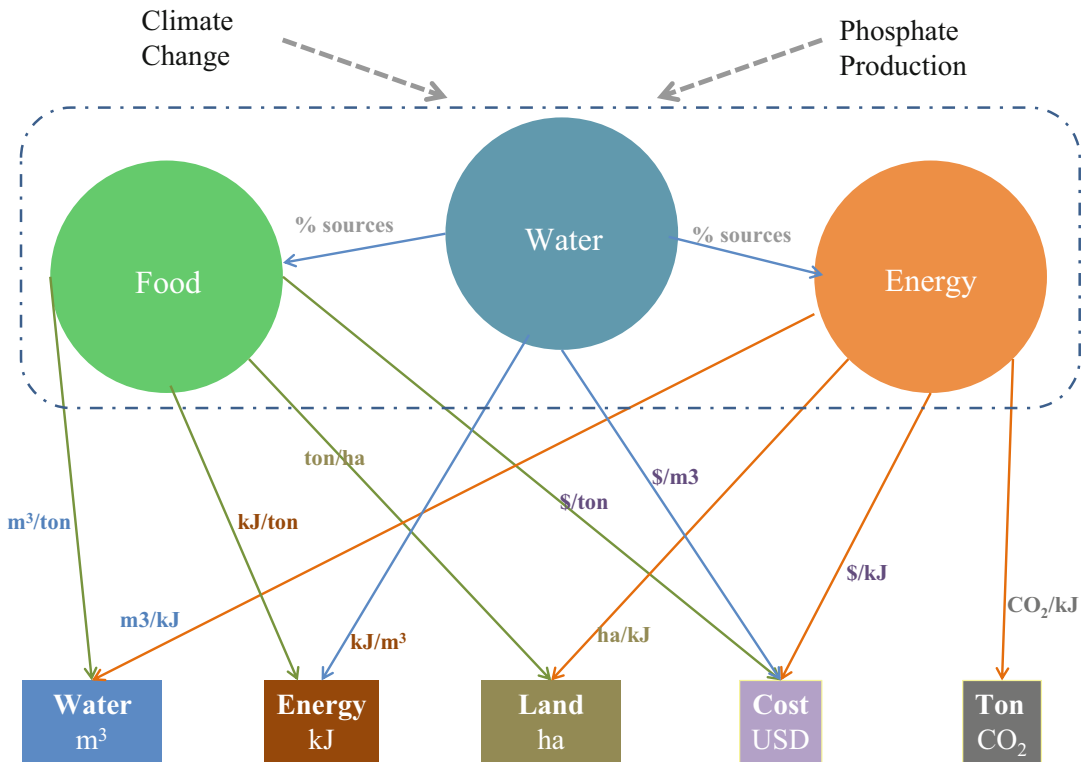 Climate
Change
Phosphate
Production
% sources
% sources
Water
Food
Energy
ton/ha
$/m3
$/ton
m³/ton
kJ/ton
$/kJ
m3/kJ
CO₂/kJ
kJ/m³
ha/kJ
Water
m³
Energy
kJ
Land
ha
Cost
USD
Ton
CO₂